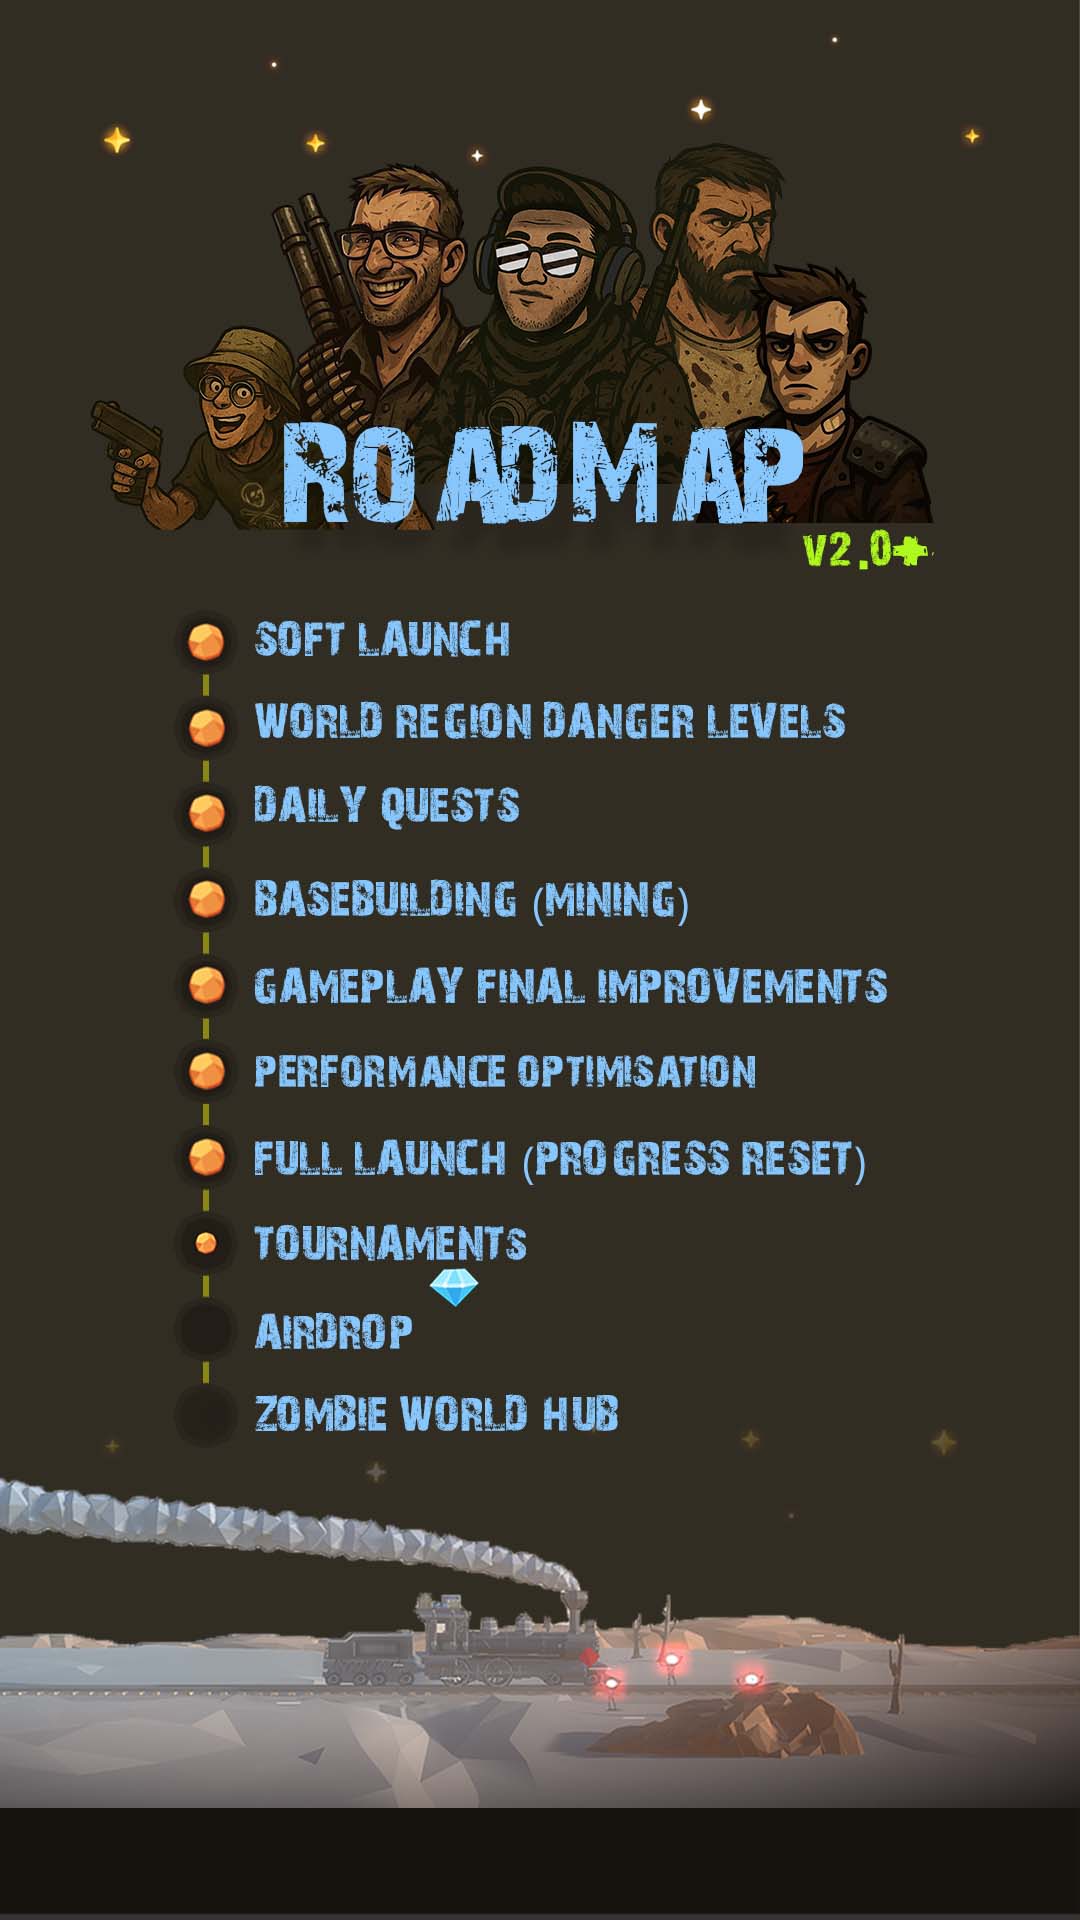 ROADMAP
V2.0+
SOFT LAUNCH
WORLD REGION DANGER LEVELS
DAILY QUESTS
BASEBUILDING (MINING)
GAMEPLAY FINAL IMPROVEMENTS
PERFORMANCE OPTIMISATION
FULL LAUNCH (PROGRESS RESET)
TOURNAMENTS
AIRDROP
ZOMBIE WORLD HUB